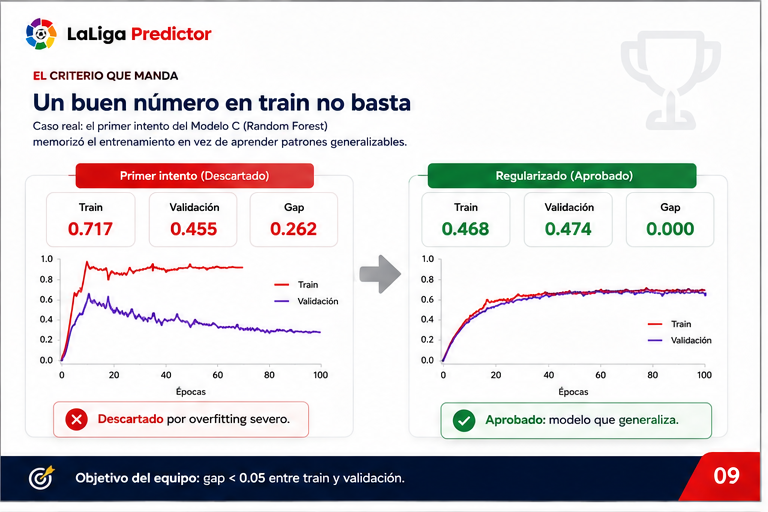 LaLiga Predictor
EL CRITERIO QUE MANDA
Un buen número en train no basta
Caso real: el primer intento del Modelo C (Random Forest)
memorizó el entrenamiento en vez de aprender patrones generalizables.
Primer intento (Descartado)
Train
0.717
Validación
0.455
Gap
0.262
1.0
0.8
0.6
0.4
0.2
0.0
0
20
40
60
80
100
Épocas
Train
Validación
Descartado por overfitting severo.
Regularizado (Aprobado)
Train
0.468
Validación
0.474
Gap
0.000
1.0
0.8
0.6
0.4
0.2
0.0
0
20
40
60
80
100
Épocas
Train
Validación
Aprobado: modelo que generaliza.
Objetivo del equipo: gap < 0.05 entre train y validación.
09